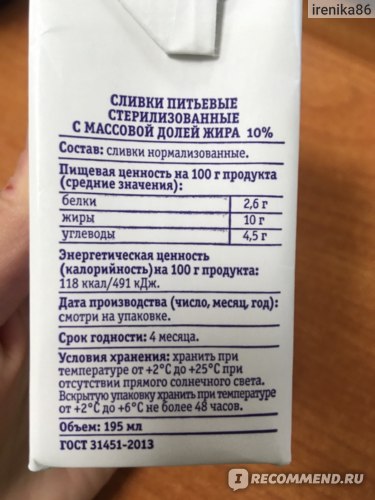 irenika86
СЛИВКИ ПИТЬЕВЫЕ
СТЕРИЛИЗОВАННЫЕ
С МАССОВОЙ ДОЛЕЙ ЖИРА 10%
Состав: сливки нормализованные.
Пищевая ценность на 100 г продукта
(средние значения):
белки 2,6 г
жиры 10 г
углеводы 4,5 г
Энергетическая ценность
(калорийность) на 100 г продукта:
118 ккал/491 кДж.
Дата производства (число, месяц, год):
смотри на упаковке.
Срок годности: 4 месяца.
Условия хранения: хранить при
температуре от +2°С до +25°С при
отсутствии прямого солнечного света.
Вскрытую упаковку хранить при температуре
от +2°С до +6°С не более 48 часов.
Объем: 195 мл
ГОСТ 31451-2013
I RECOMMEND.RU